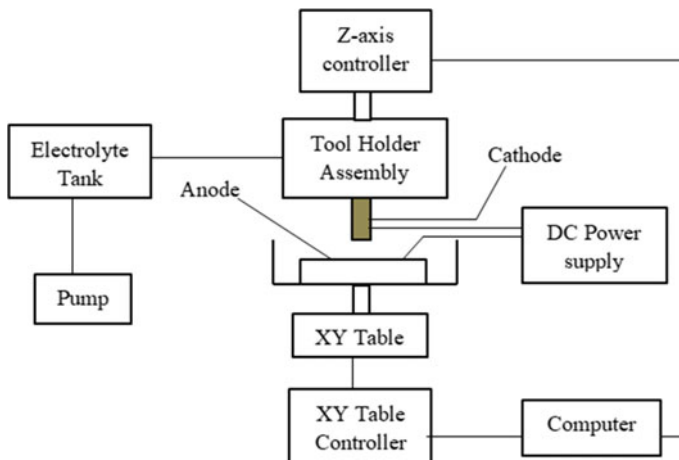 Z-axis
controller
Electrolyte
Tank
Tool Holder
Assembly
Cathode
Anode
DC Power
supply
Pump
XY Table
XY Table
Controller
Computer